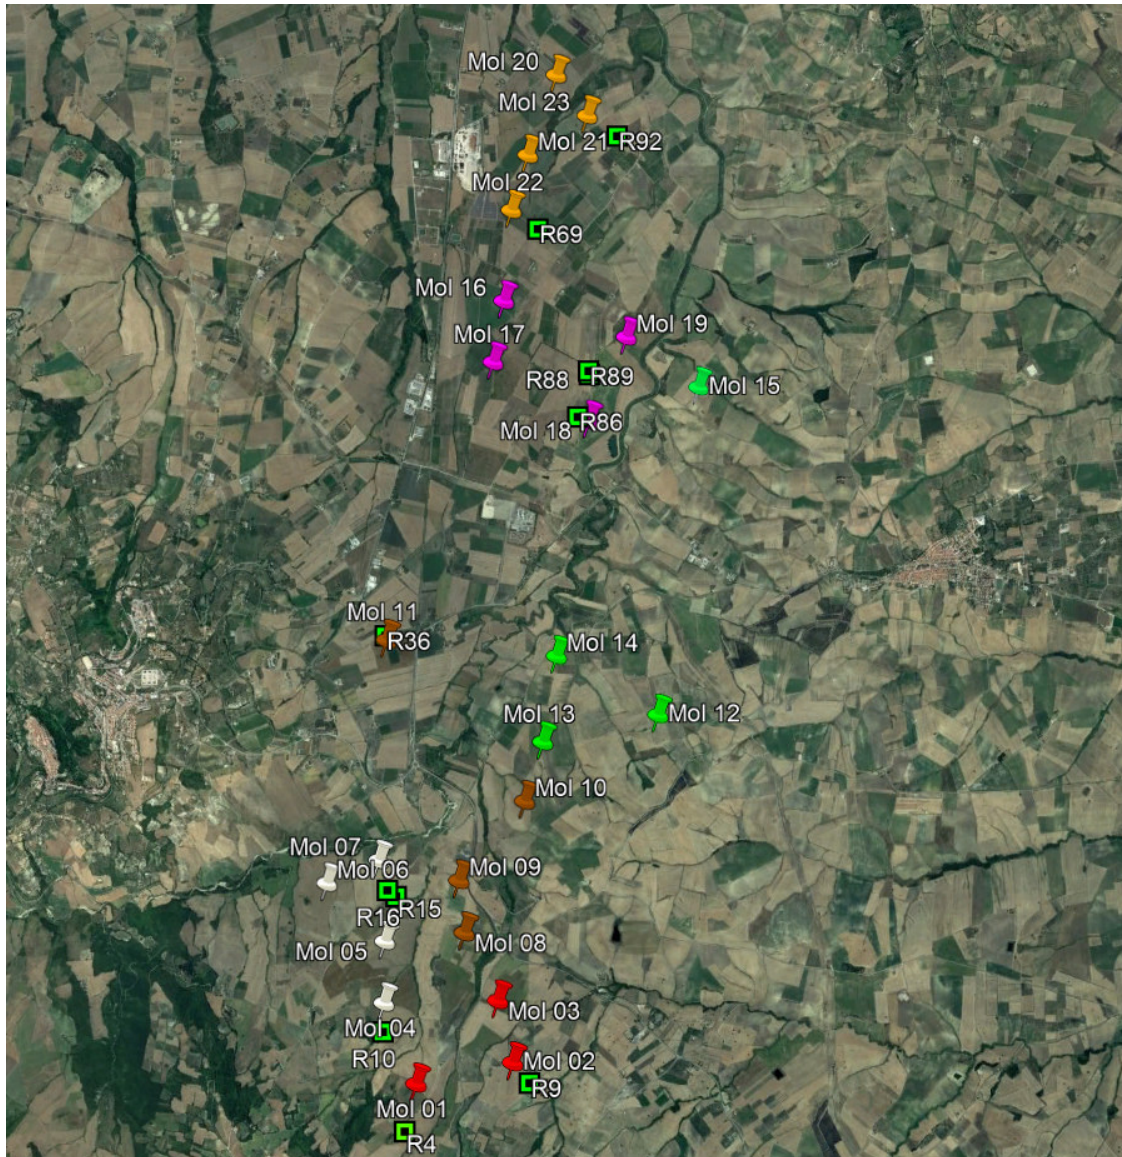 Mol 20
Mol 23
Mol 21
R92
Mol 22
R69
Mol 16
Mol 19
Mol 17
R88
R89
Mol 15
Mol 18
R86
Mol 11
R36
Mol 14
Mol 12
Mol 13
Mol 10
Mol 07
Mol 06
Mol 09
R16
R15
Mol 05
Mol 08
Mol 03
Mol 04
R10
Mol 02
R9
Mol 01
R4